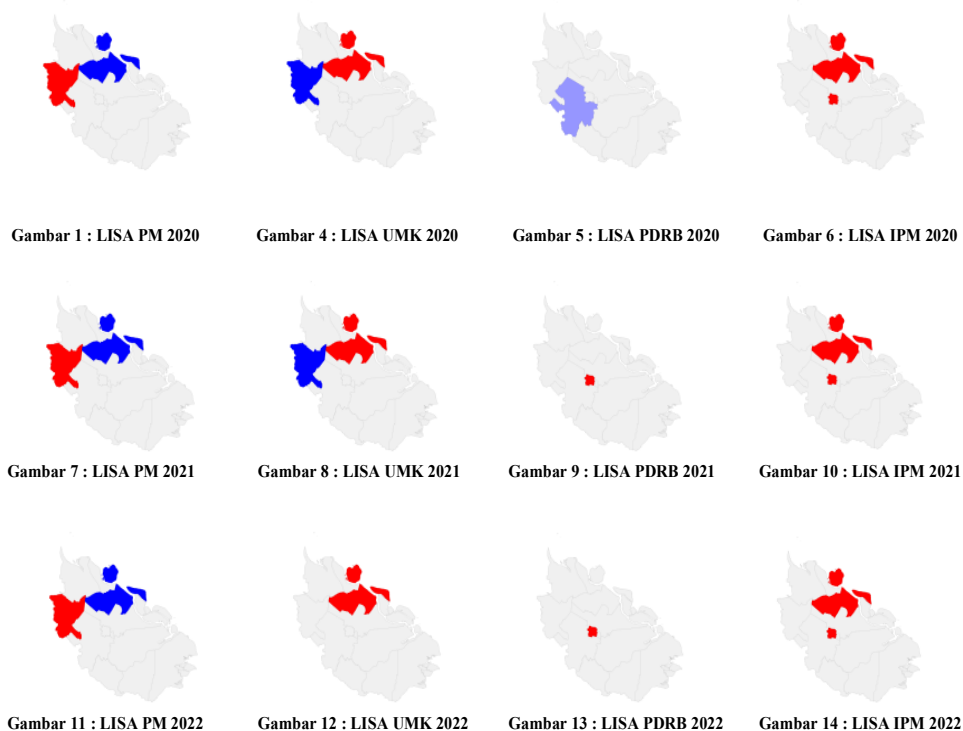 Gambar 1 : LISA PM 2020
Gambar 4 : LISA UMK 2020
Gambar 5 : LISA PDRB 2020
Gambar 6 : LISA IPM 2020
Gambar 7 : LISA PM 2021
Gambar 8 : LISA UMK 2021
Gambar 9 : LISA PDRB 2021
Gambar 10 : LISA IPM 2021
Gambar 11 : LISA PM 2022
Gambar 12 : LISA UMK 2022
Gambar 13 : LISA PDRB 2022
Gambar 14 : LISA IPM 2022